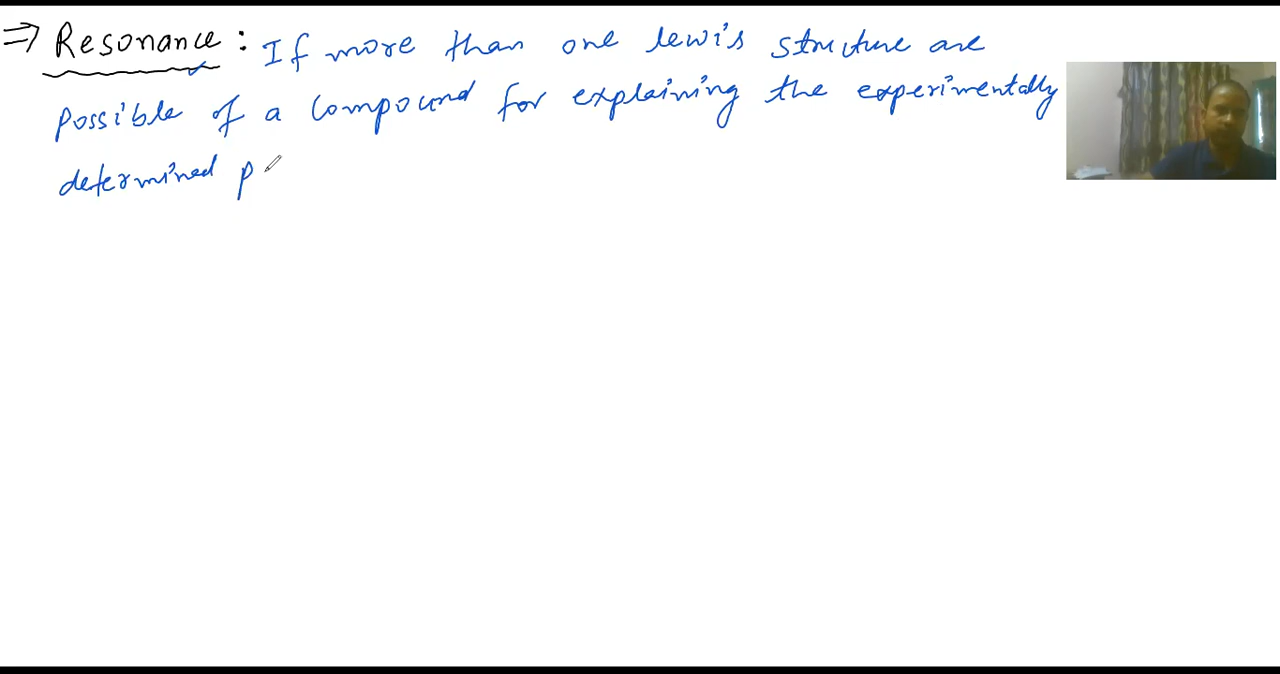 ⇒ Resonance : If more than one lewis structure are
possible of a compound for explaining the experimentally
determined p